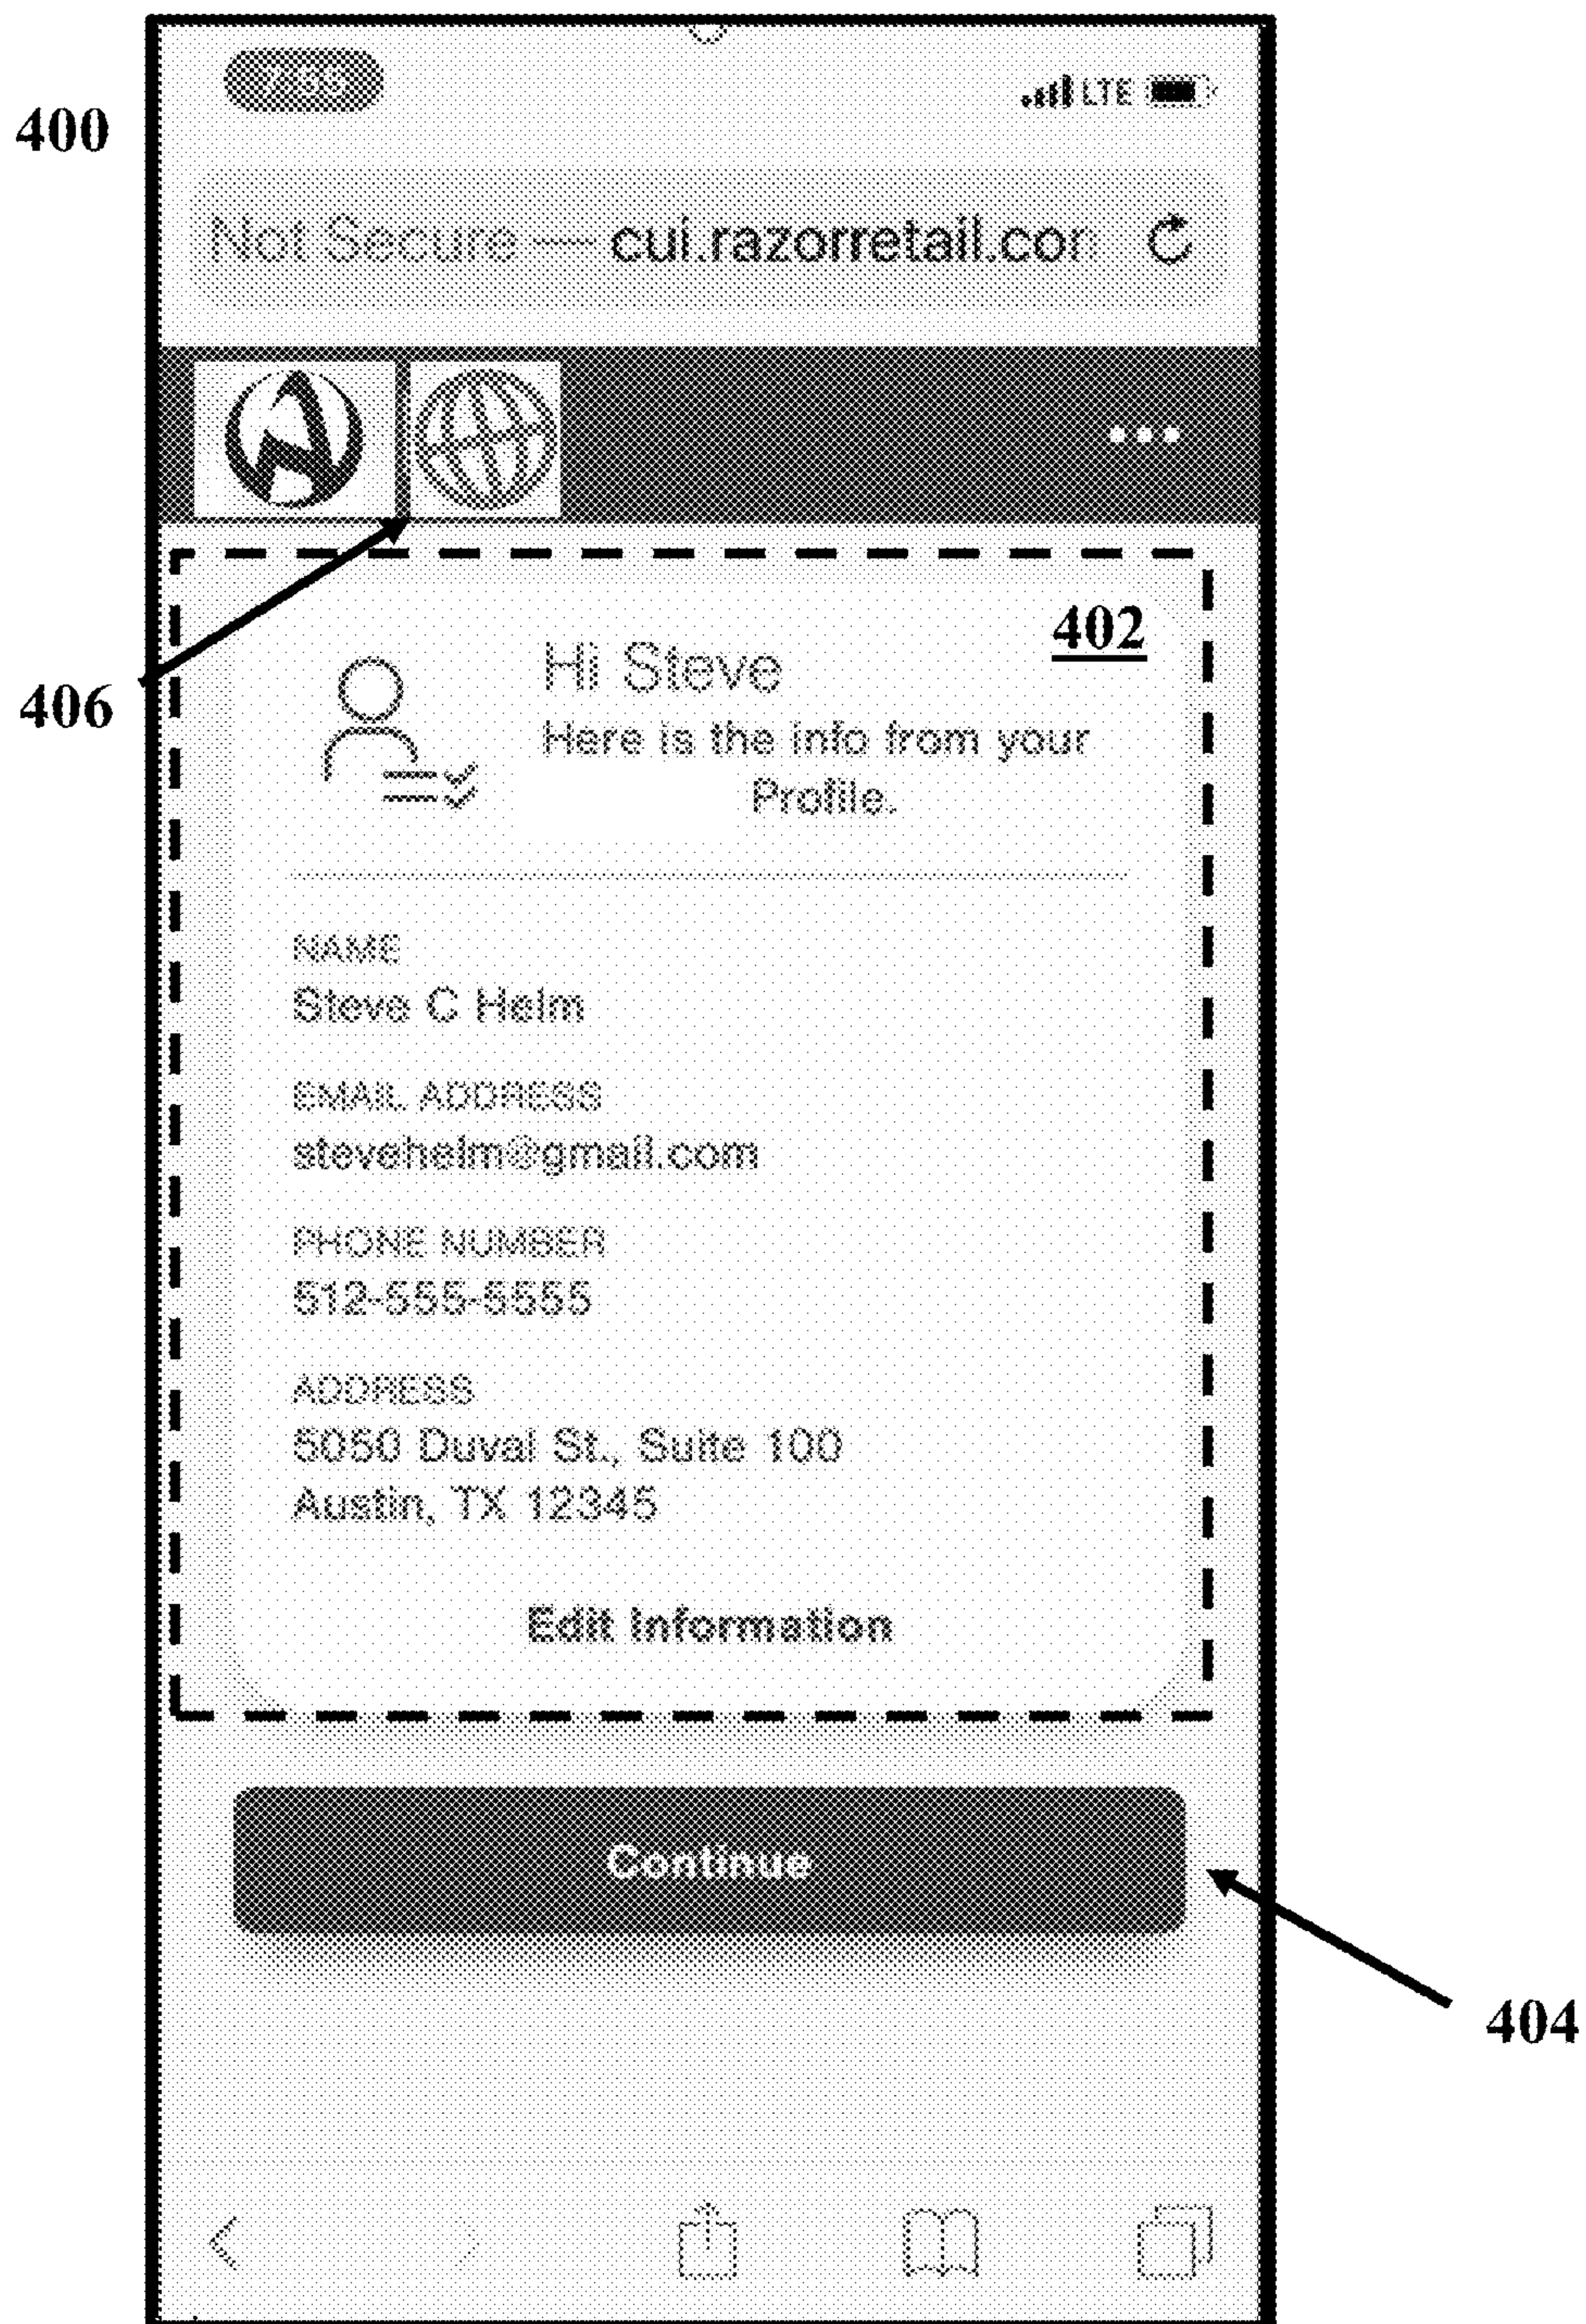 400
LTE
Not Secure — cui.razorretail.com
402
Hi Steve
406
Here is the info from your
Profile.
NAME
Steve C Helm
EMAIL ADDRESS
stevehelm@gmail.com
PHONE NUMBER
512-555-5555
ADDRESS
5050 Duval St., Suite 100
Austin, TX 12345
Edit Information
Continue
404